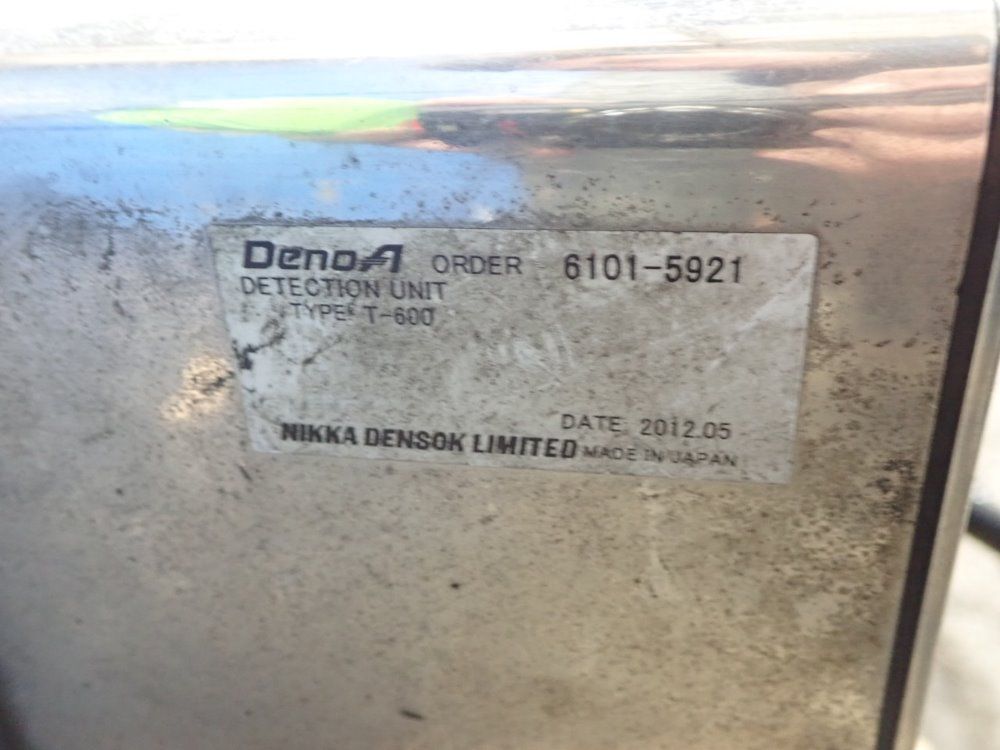 DenoA ORDER 6101-5921
DETECTION UNIT
TYPE T-600
DATE 2012.05
NIKKA DENSOK LIMITED MADE IN JAPAN